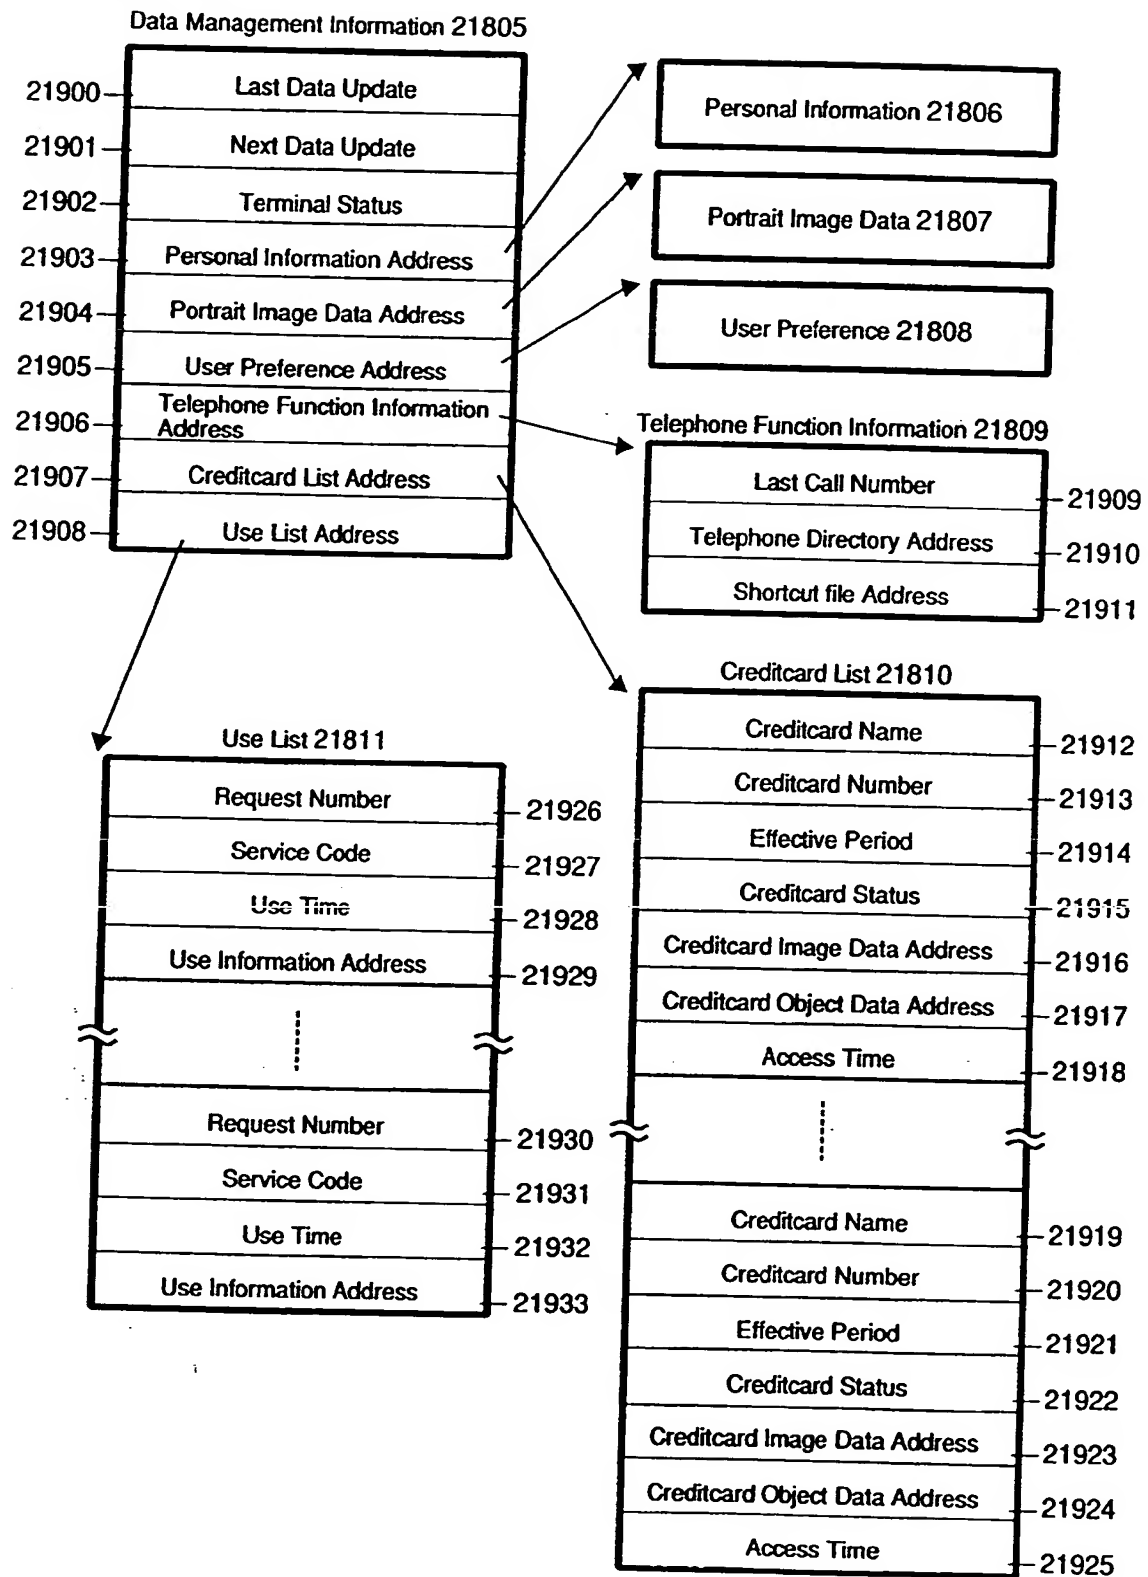 Data Management Information 21805
21900
Last Data Update
21901
Next Data Update
21902
Terminal Status
21903
Personal Information Address
21904
Portrait Image Data Address
21905
User Preference Address
21906
Telephone Function Information
Address
21907
Creditcard List Address
21908
Use List Address
Personal Information 21806
Portrait Image Data 21807
User Preference 21808
Telephone Function Information 21809
Last Call Number
21909
Telephone Directory Address
21910
Shortcut file Address
21911
Use List 21811
Request Number
21926
Service Code
21927
Use Time
21928
Use Information Address
21929
Request Number
21930
Service Code
21931
Use Time
21932
Use Information Address
21933
Creditcard List 21810
Creditcard Name
21912
Creditcard Number
21913
Effective Period
21914
Creditcard Status
21915
Creditcard Image Data Address
21916
Creditcard Object Data Address
21917
Access Time
21918
Creditcard Name
21919
Creditcard Number
21920
Effective Period
21921
Creditcard Status
21922
Creditcard Image Data Address
21923
Creditcard Object Data Address
21924
Access Time
21925